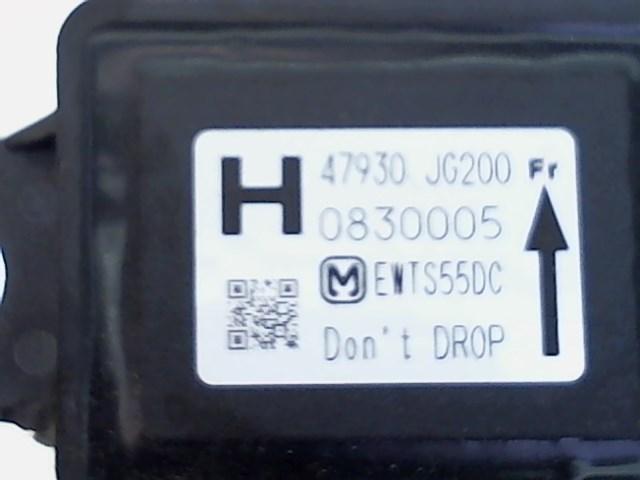 H 47930 JG200 Fr
0830005
M EWTS55DC
Don't DROP